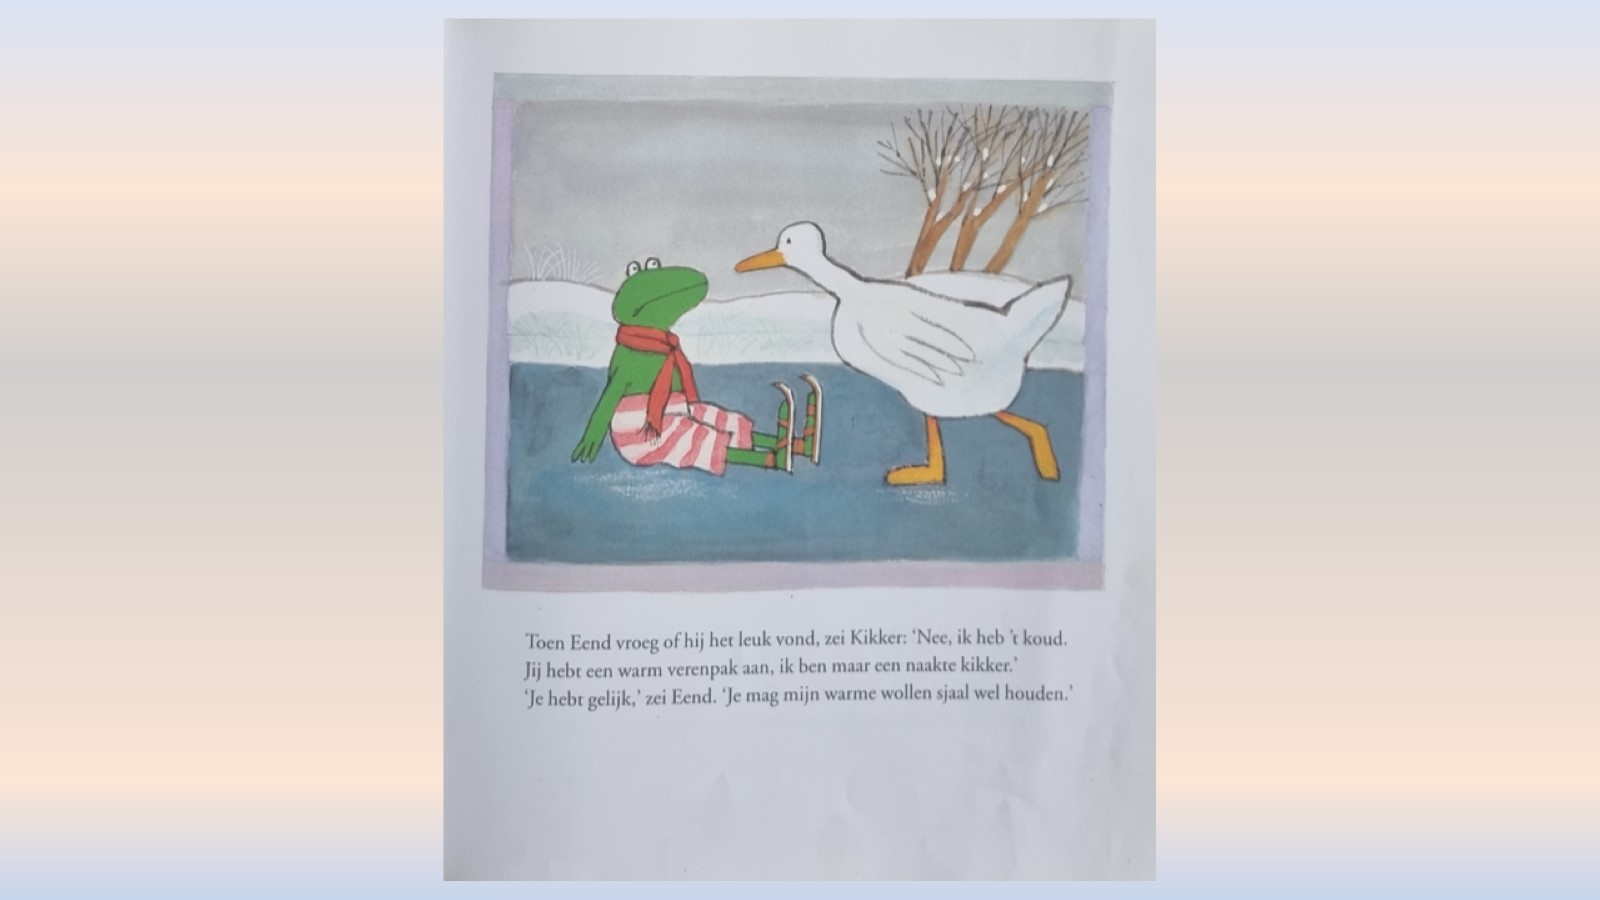 Toen Eend vroeg of hij het leuk vond, zei Kikker: ‘Nee, ik heb ’t koud.
Jij hebt een warm verenpak aan, ik ben maar een naakte kikker.’
‘Je hebt gelijk,’ zei Eend. ‘Je mag mijn warme wollen sjaal wel houden.’